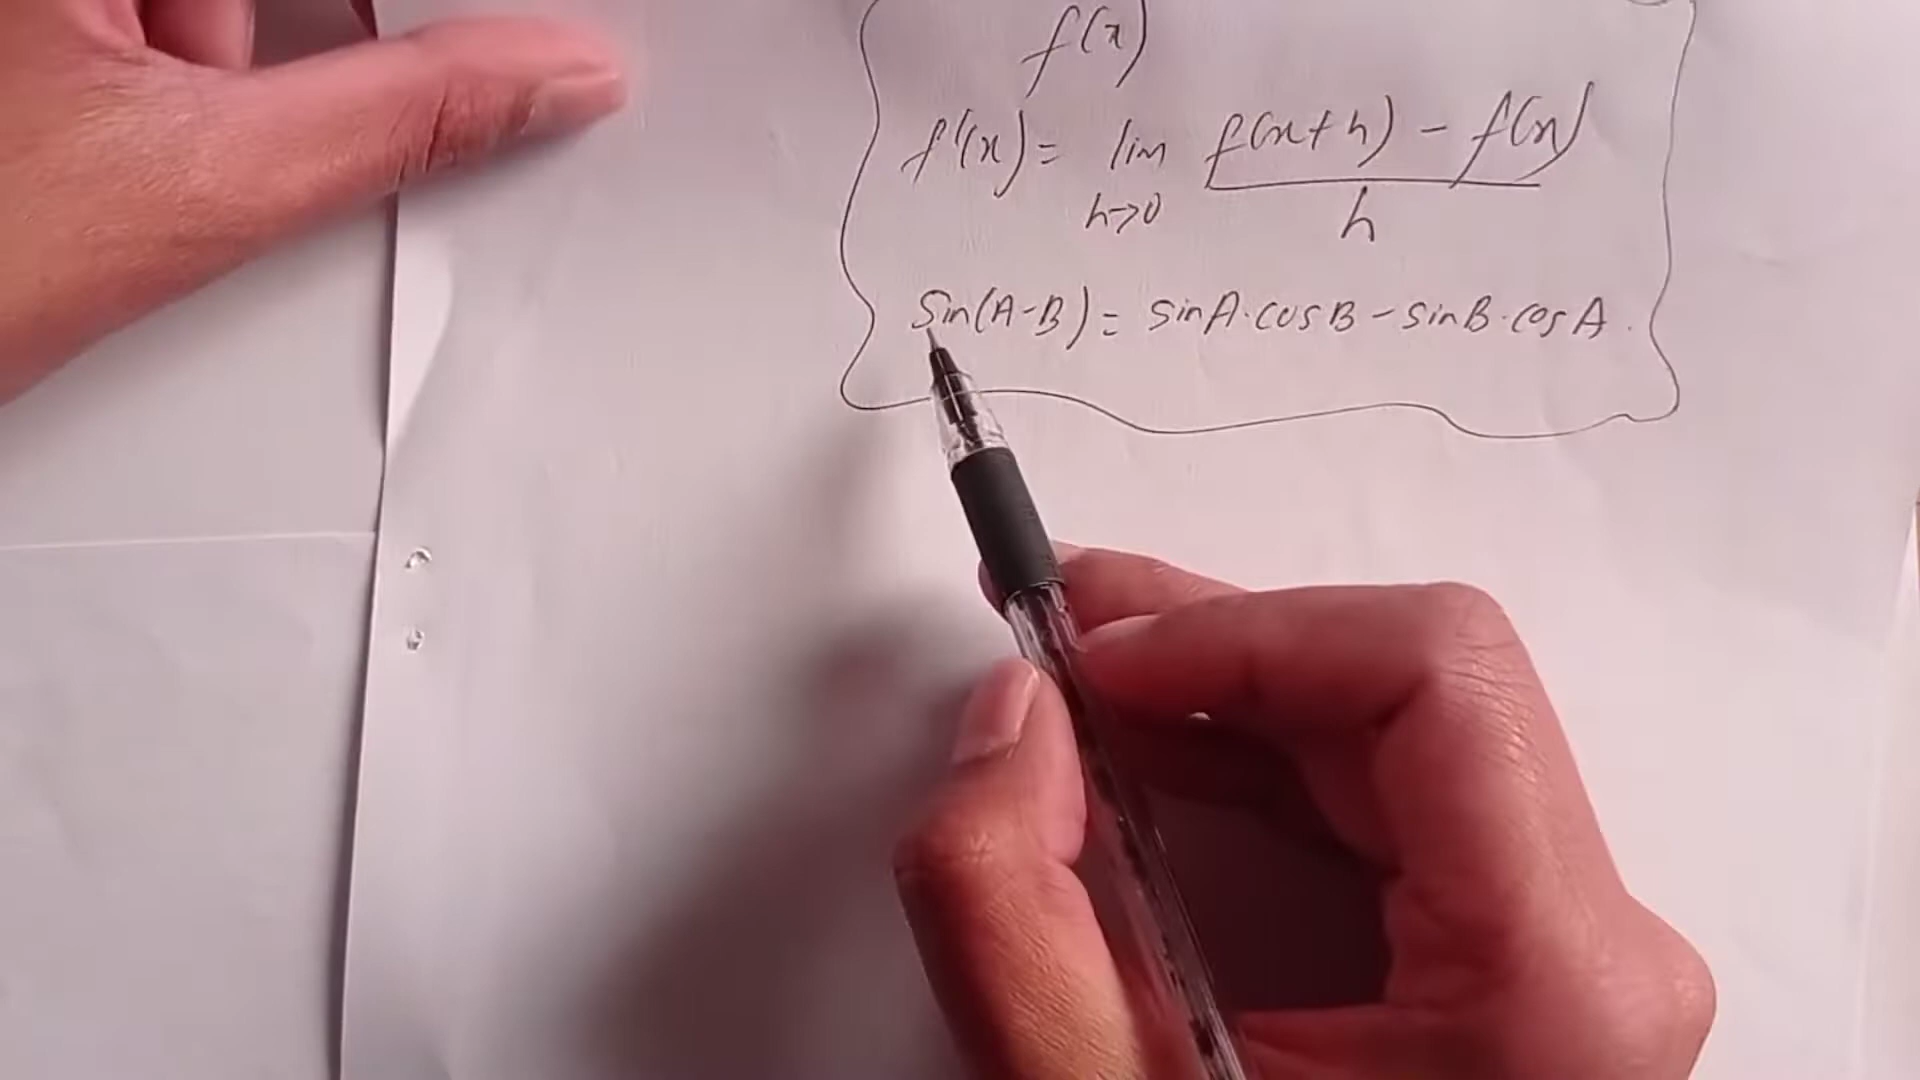 f(x)
f'(x) = lim f(x+h) - f(x)
h→0 h
Sin(A-B) = sinA·cosB - sinB·cosA.